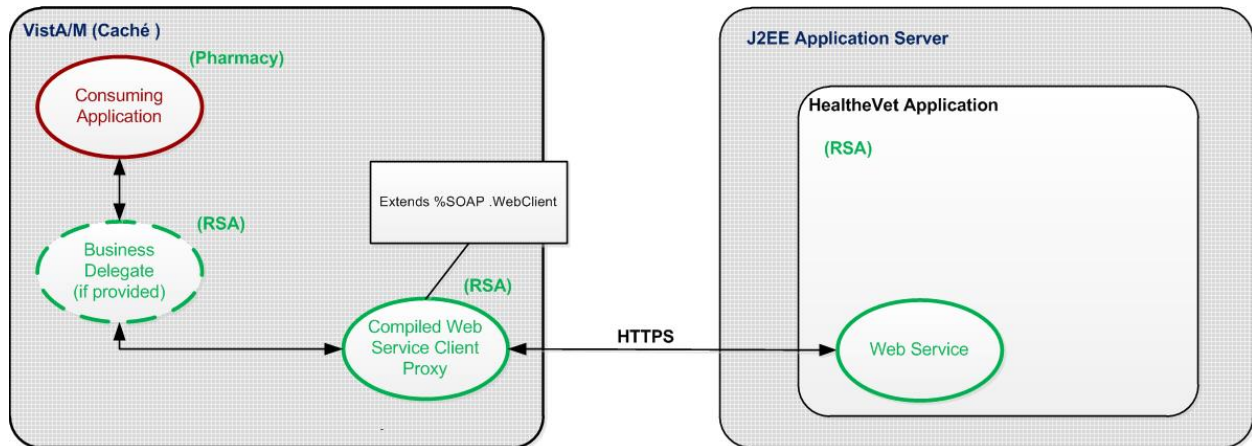 VistA/M (Caché )
(Pharmacy)
Consuming
Application
(RSA)
Business
Delegate
(if provided)
Extends %SOAP .WebClient
(RSA)
Compiled Web
Service Client
Proxy
HTTPS
J2EE Application Server
HealtheVet Application
(RSA)
Web Service